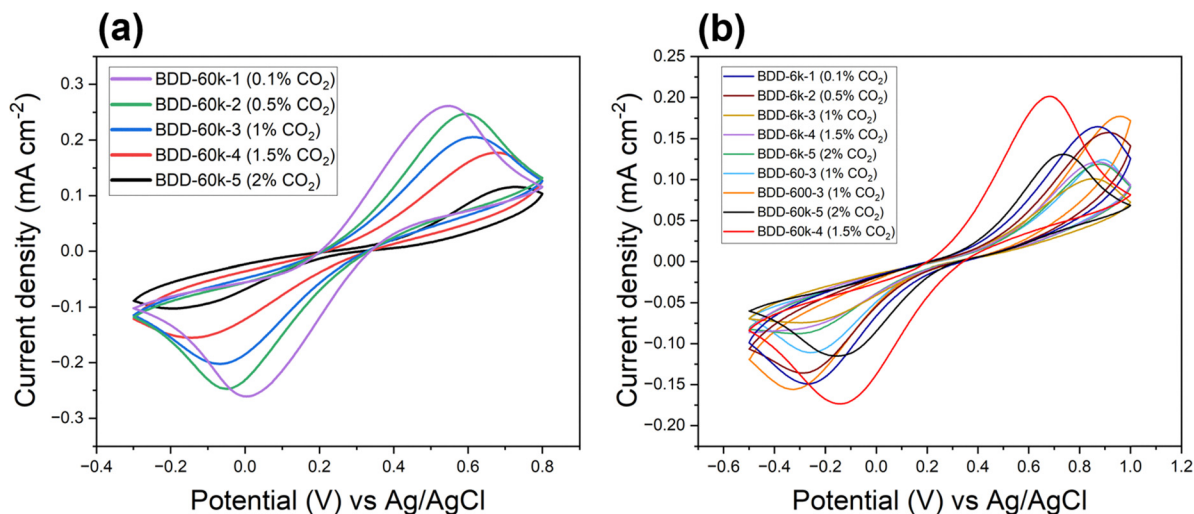 (a)
Current density (mA cm⁻²)
0.3
0.2
0.1
0.0
−0.1
−0.2
−0.3
BDD-60k-1 (0.1% CO₂)
BDD-60k-2 (0.5% CO₂)
BDD-60k-3 (1% CO₂)
BDD-60k-4 (1.5% CO₂)
BDD-60k-5 (2% CO₂)
−0.4 −0.2 0.0 0.2 0.4 0.6 0.8
Potential (V) vs Ag/AgCl
(b)
Current density (mA cm⁻²)
0.25
0.20
0.15
0.10
0.05
0.00
−0.05
−0.10
−0.15
−0.20
BDD-6k-1 (0.1% CO₂)
BDD-6k-2 (0.5% CO₂)
BDD-6k-3 (1% CO₂)
BDD-6k-4 (1.5% CO₂)
BDD-6k-5 (2% CO₂)
BDD-60-3 (1% CO₂)
BDD-600-3 (1% CO₂)
BDD-60k-5 (2% CO₂)
BDD-60k-4 (1.5% CO₂)
−0.6 −0.4 −0.2 0.0 0.2 0.4 0.6 0.8 1.0 1.2
Potential (V) vs Ag/AgCl